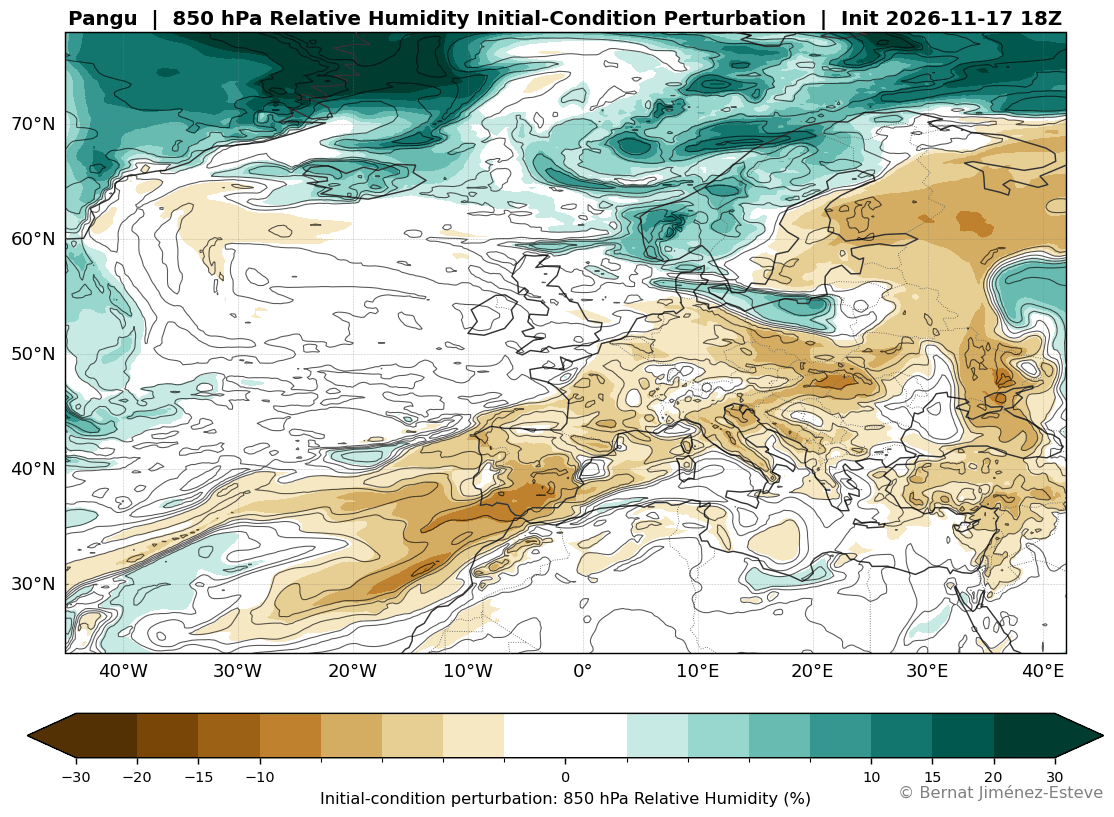 Pangu | 850 hPa Relative Humidity Initial-Condition Perturbation | Init 2026-11-17 18Z
70°N
60°N
50°N
40°N
30°N
40°W 30°W 20°W 10°W 0° 10°E 20°E 30°E 40°E
−30 −20 −15 −10 0 10 15 20 30
Initial-condition perturbation: 850 hPa Relative Humidity (%)
© Bernat Jiménez-Esteve